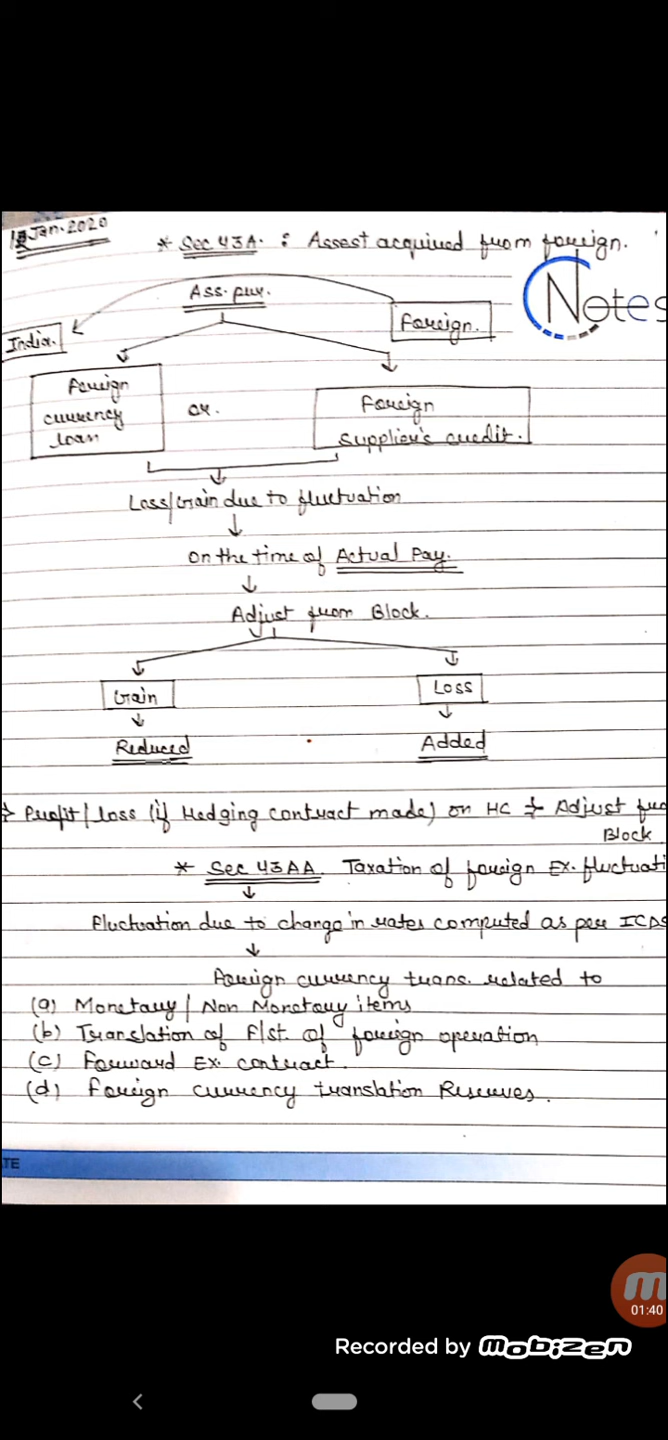 Jan. 2020
* Sec 43A : Assest acquired from foreign.
Notes
Ass. pur.
Foreign.
India.
Foreign currency loan
or.
Foreign supplier's credit.
Loss/Gain due to fluctuation
↓
On the time of Actual Pay.
↓
Adjust from Block.
Gain
Loss
↓
↓
Reduced
Added
Profit / loss (if Hedging contract made) on HC → Adjust
Block
* Sec 43AA. Taxation of foreign Ex. fluctuati
↓
Fluctuation due to change in rates computed as per ICDS
↓
Foreign currency trans. related to
(a) Monetary / Non Monetary items
(b) Translation of F/st. of foreign operation
(c) Forward Ex. contract.
(d) Foreign currency translation Reserves.
TE
01:40
Recorded by mobizen